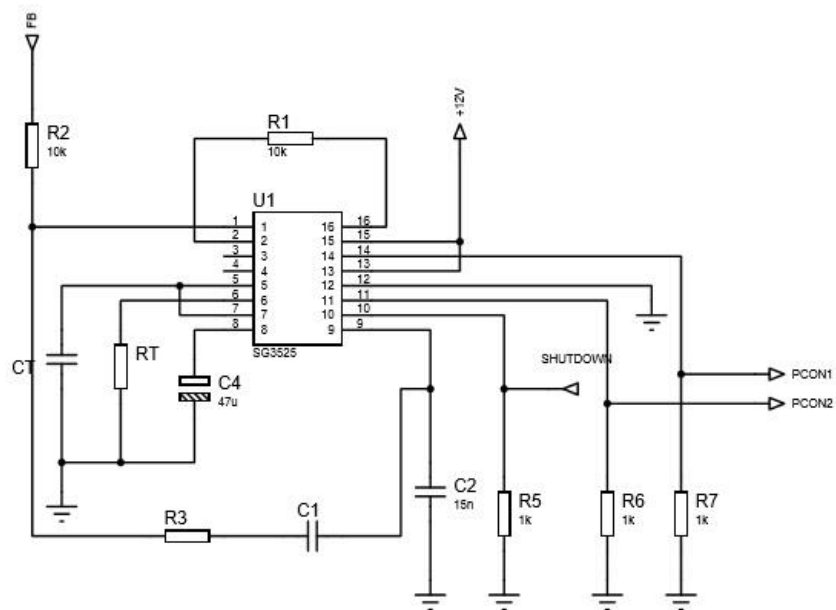 FB
R2
10k
R1
10k
+12V
U1
1 1 16 16
2 2 15 15
3 3 14 14
4 4 13 13
5 5 12 12
6 6 11 11
7 7 10 10
8 8 9 9
SG3525
CT
RT
C4
47u
SHUTDOWN
PCON1
PCON2
R3
C1
C2
15n
R5
1k
R6
1k
R7
1k